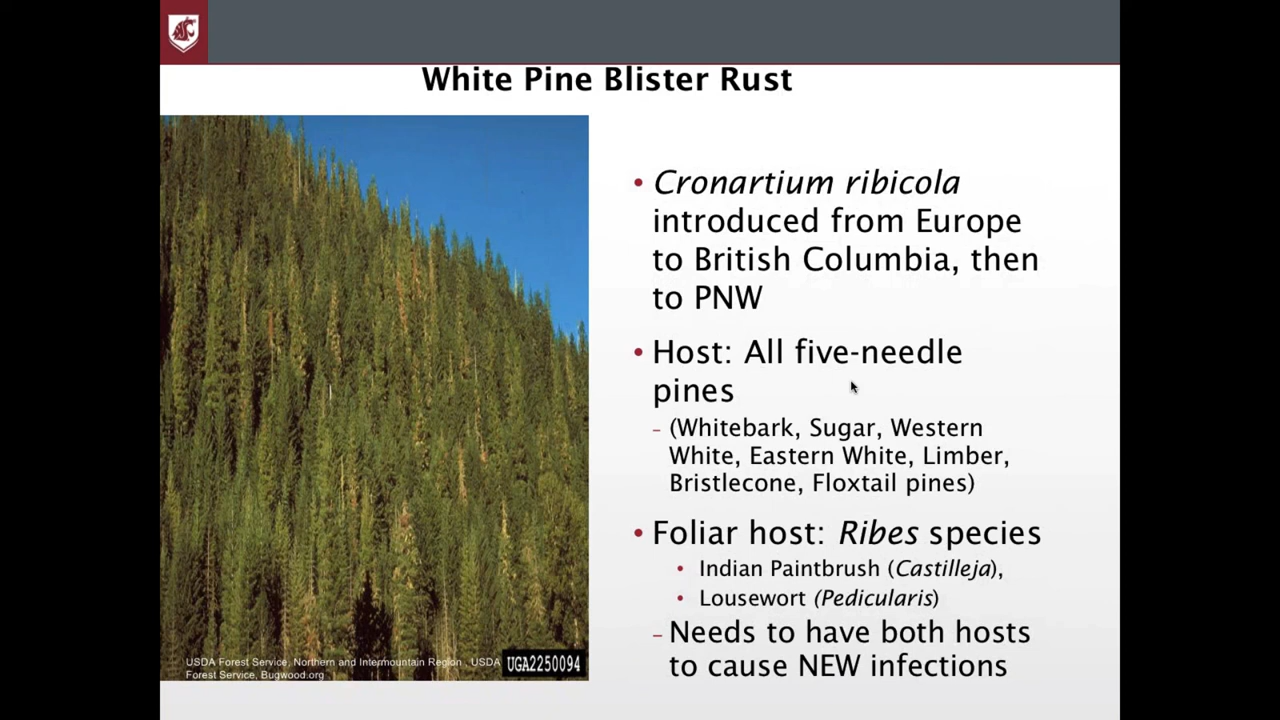 White Pine Blister Rust
• Cronartium ribicola
introduced from Europe
to British Columbia, then
to PNW
• Host: All five-needle
pines
– (Whitebark, Sugar, Western
White, Eastern White, Limber,
Bristlecone, Floxtail pines)
• Foliar host: Ribes species
• Indian Paintbrush (Castilleja),
• Lousewort (Pedicularis)
– Needs to have both hosts
to cause NEW infections
USDA Forest Service, Northern and Intermountain Region , USDA
Forest Service, Bugwood.org
UGA2250094